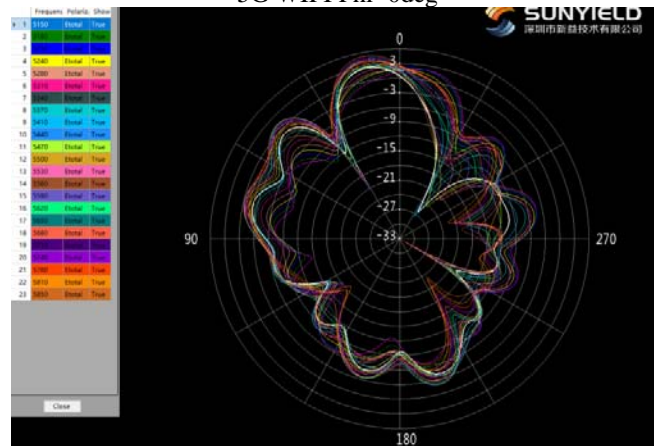 5G WIFI Phi=0deg
Frequenc Polariz. Show
1 5150 Etotal True
2 Etotal True
3
4 5240 Etotal True
5 5280 Etotal True
6 5310 Etotal True
7 Etotal True
8 5370 Etotal True
9 5410 Etotal True
10 5440 Etotal True
11 5470 Etotal True
12 5500 Etotal True
13 5530 Etotal True
14 5560 Etotal True
15 Etotal True
16 5620 Etotal True
17 Etotal True
18 5680 Etotal True
19
20 Etotal True
21 5780 Etotal True
22 5810 Etotal True
23 5850 Etotal True
Close
SUNYIELD
深圳市新益技术有限公司
0
3
-3
-9
-15
-21
-27
-33
90
270
180